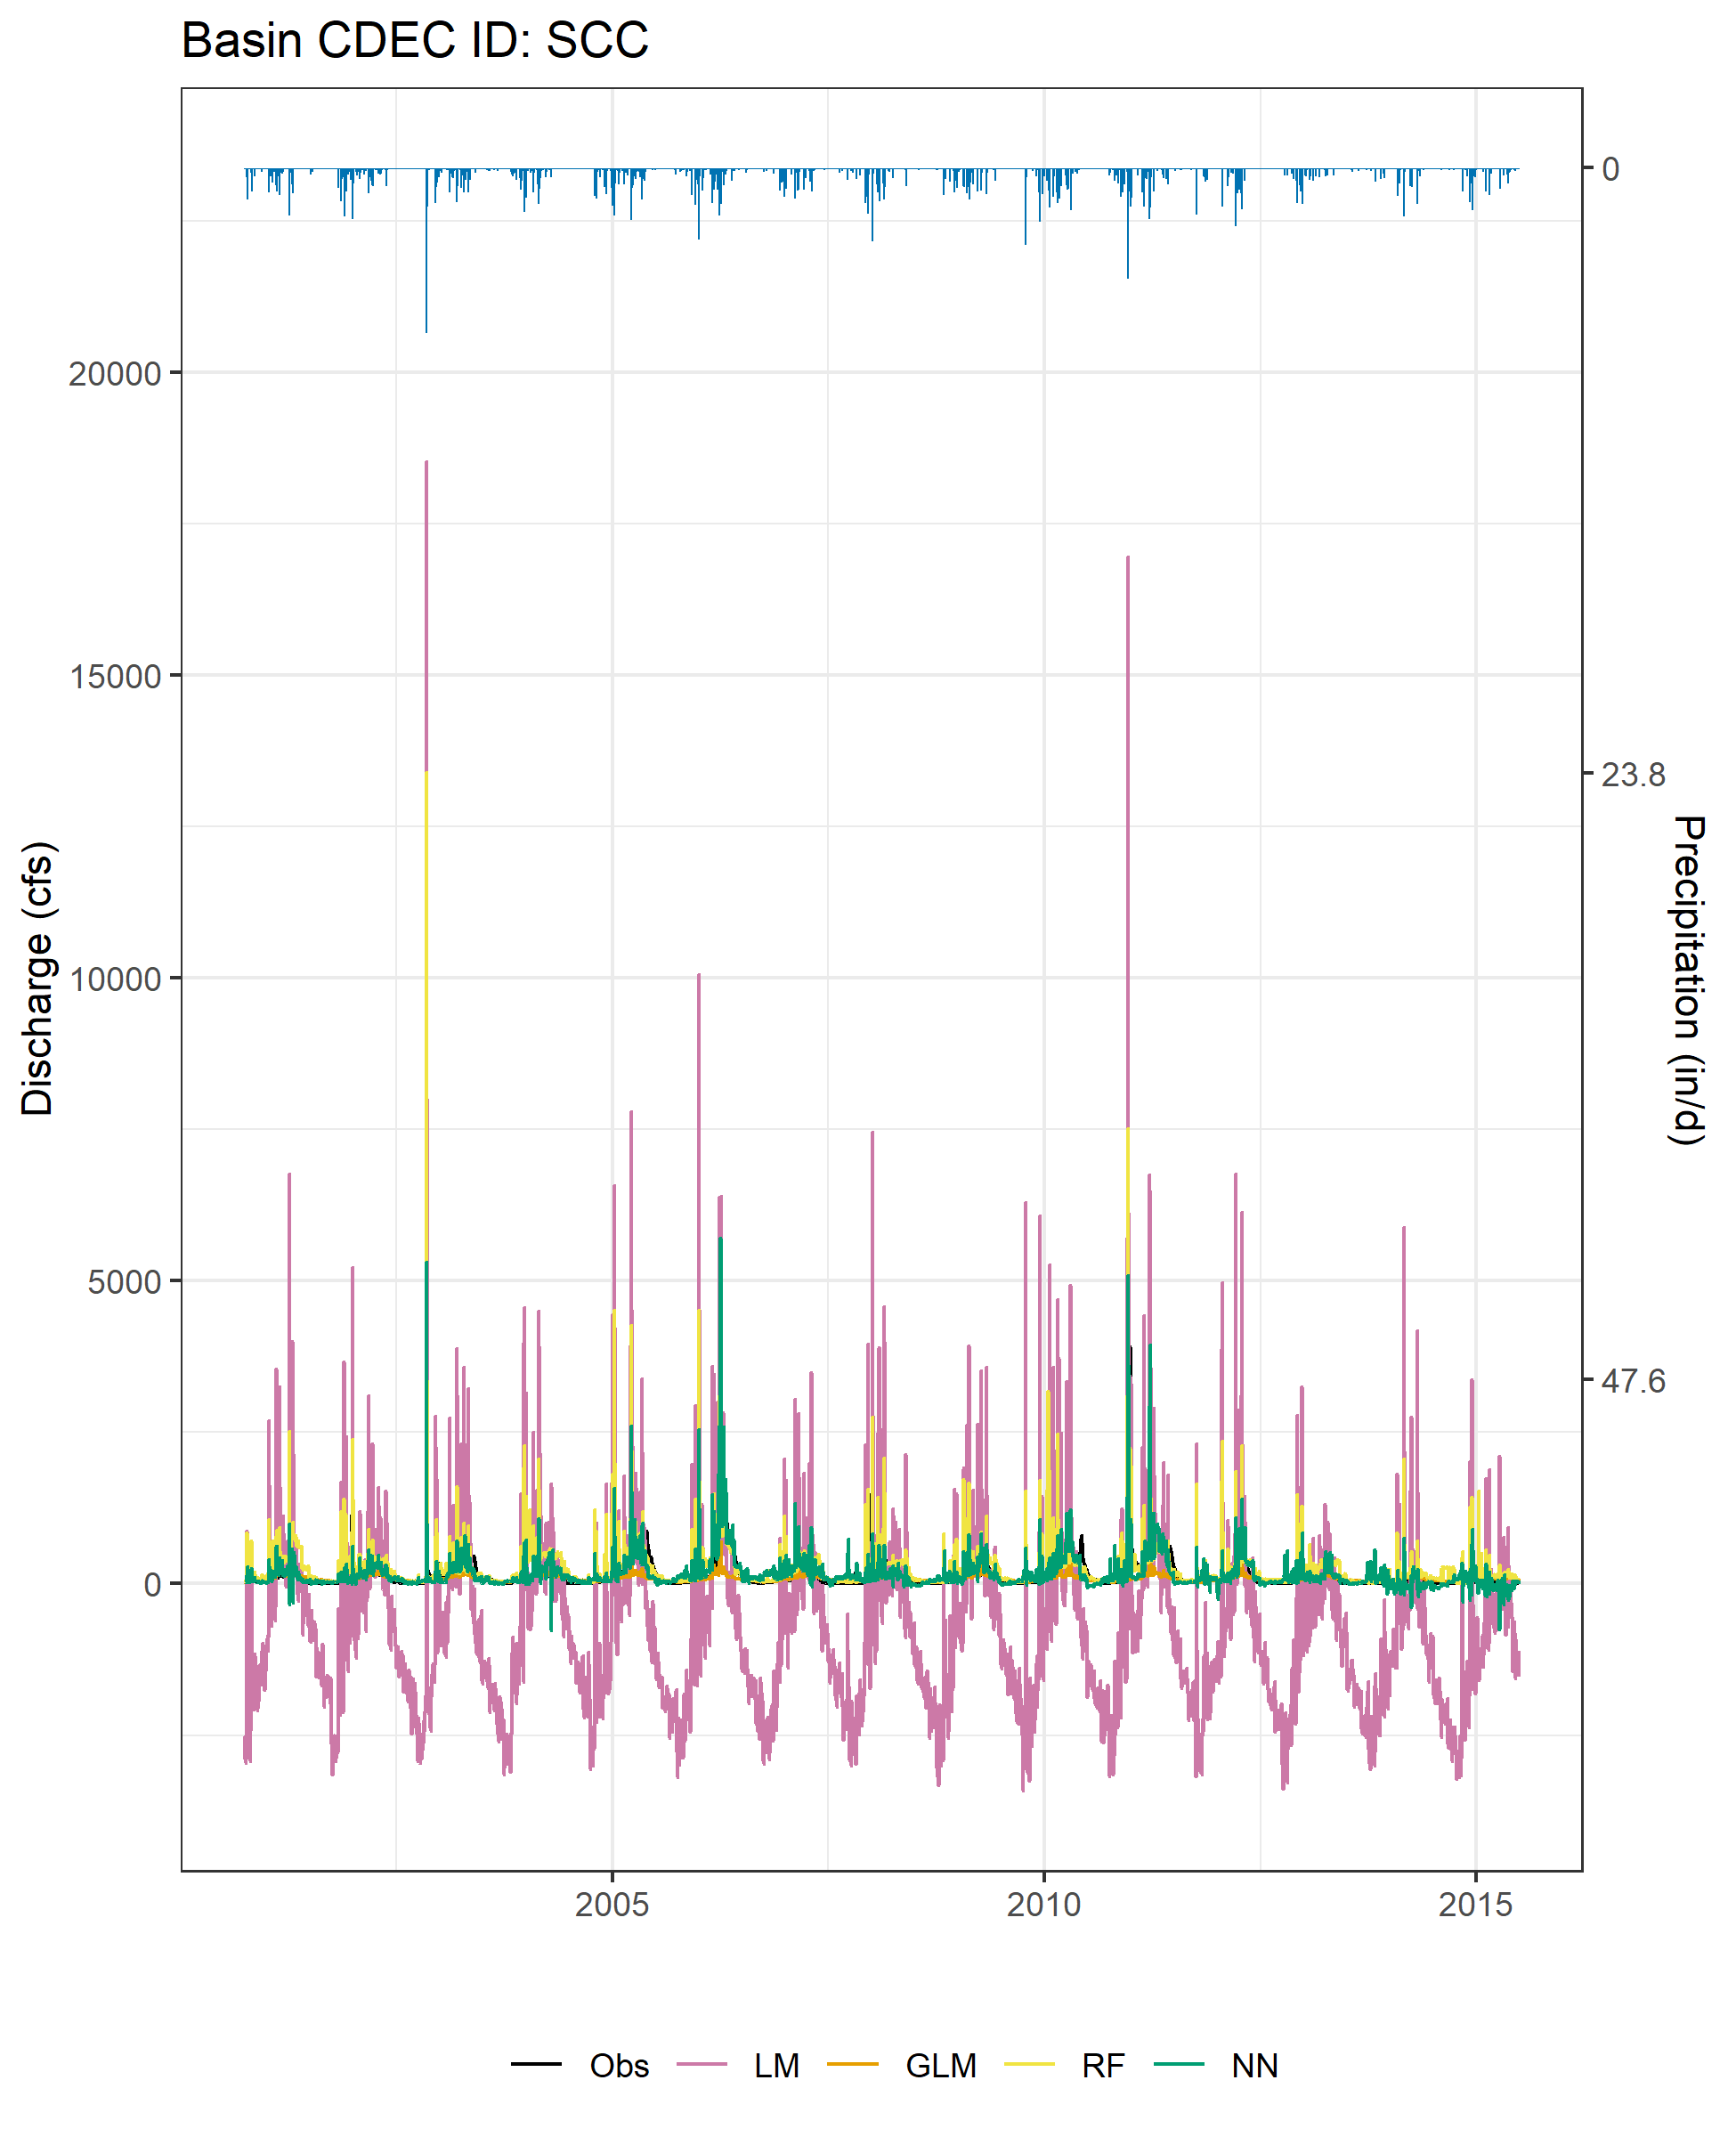 Basin CDEC ID: SCC
0
20000
15000
23.8
10000
5000
47.6
0
Discharge (cfs)
Precipitation (in/d)
2005 2010 2015
Obs LM GLM RF NN